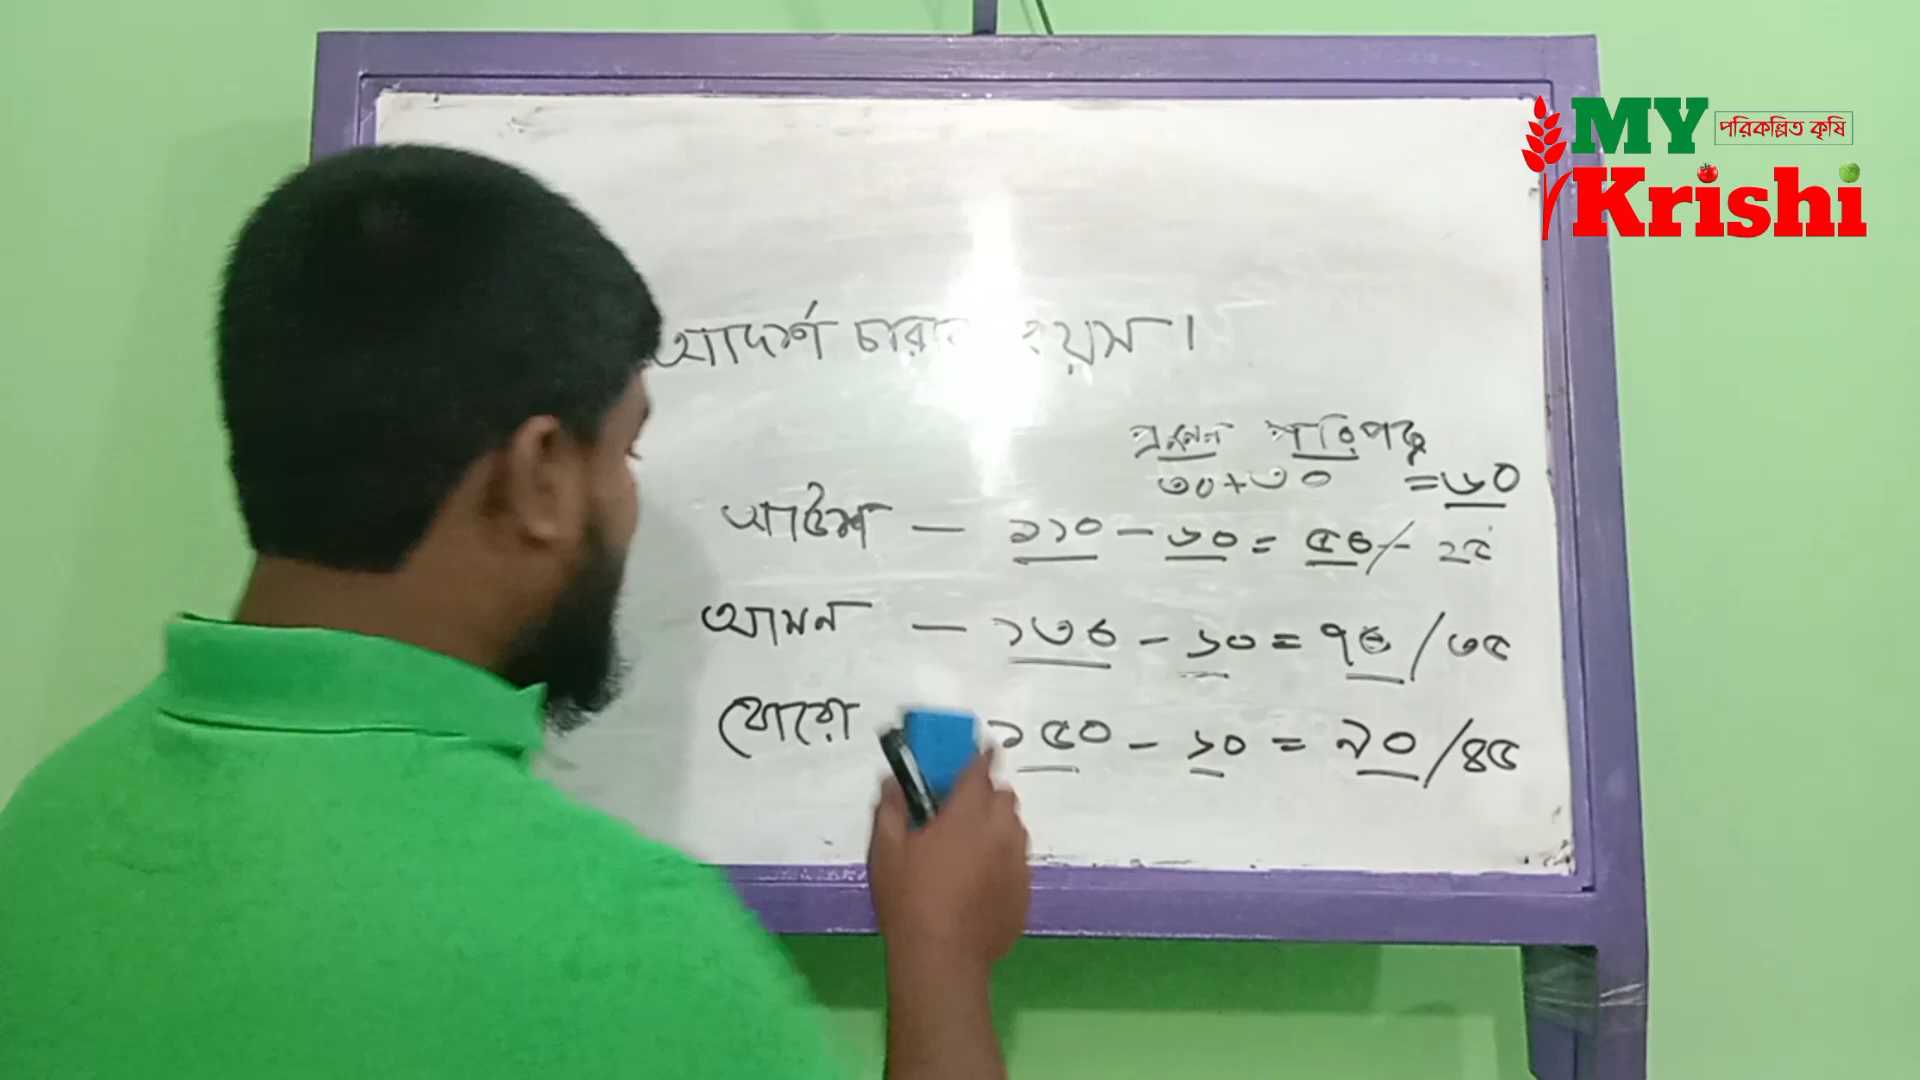 MY পরিকল্পিত কৃষি
Krishi
আদর্শ চারার বয়স।
প্রজনন পরিপক্ক
৩০+৩০ =৬০
আউশ — ১১০ - ৬০ = ৫০/- ২৫
আমন — ১৩৫ - ৬০ = ৭৫ / ৩৫
বোরো ১৫০ - ৬০ = ৯০ / ৪৫